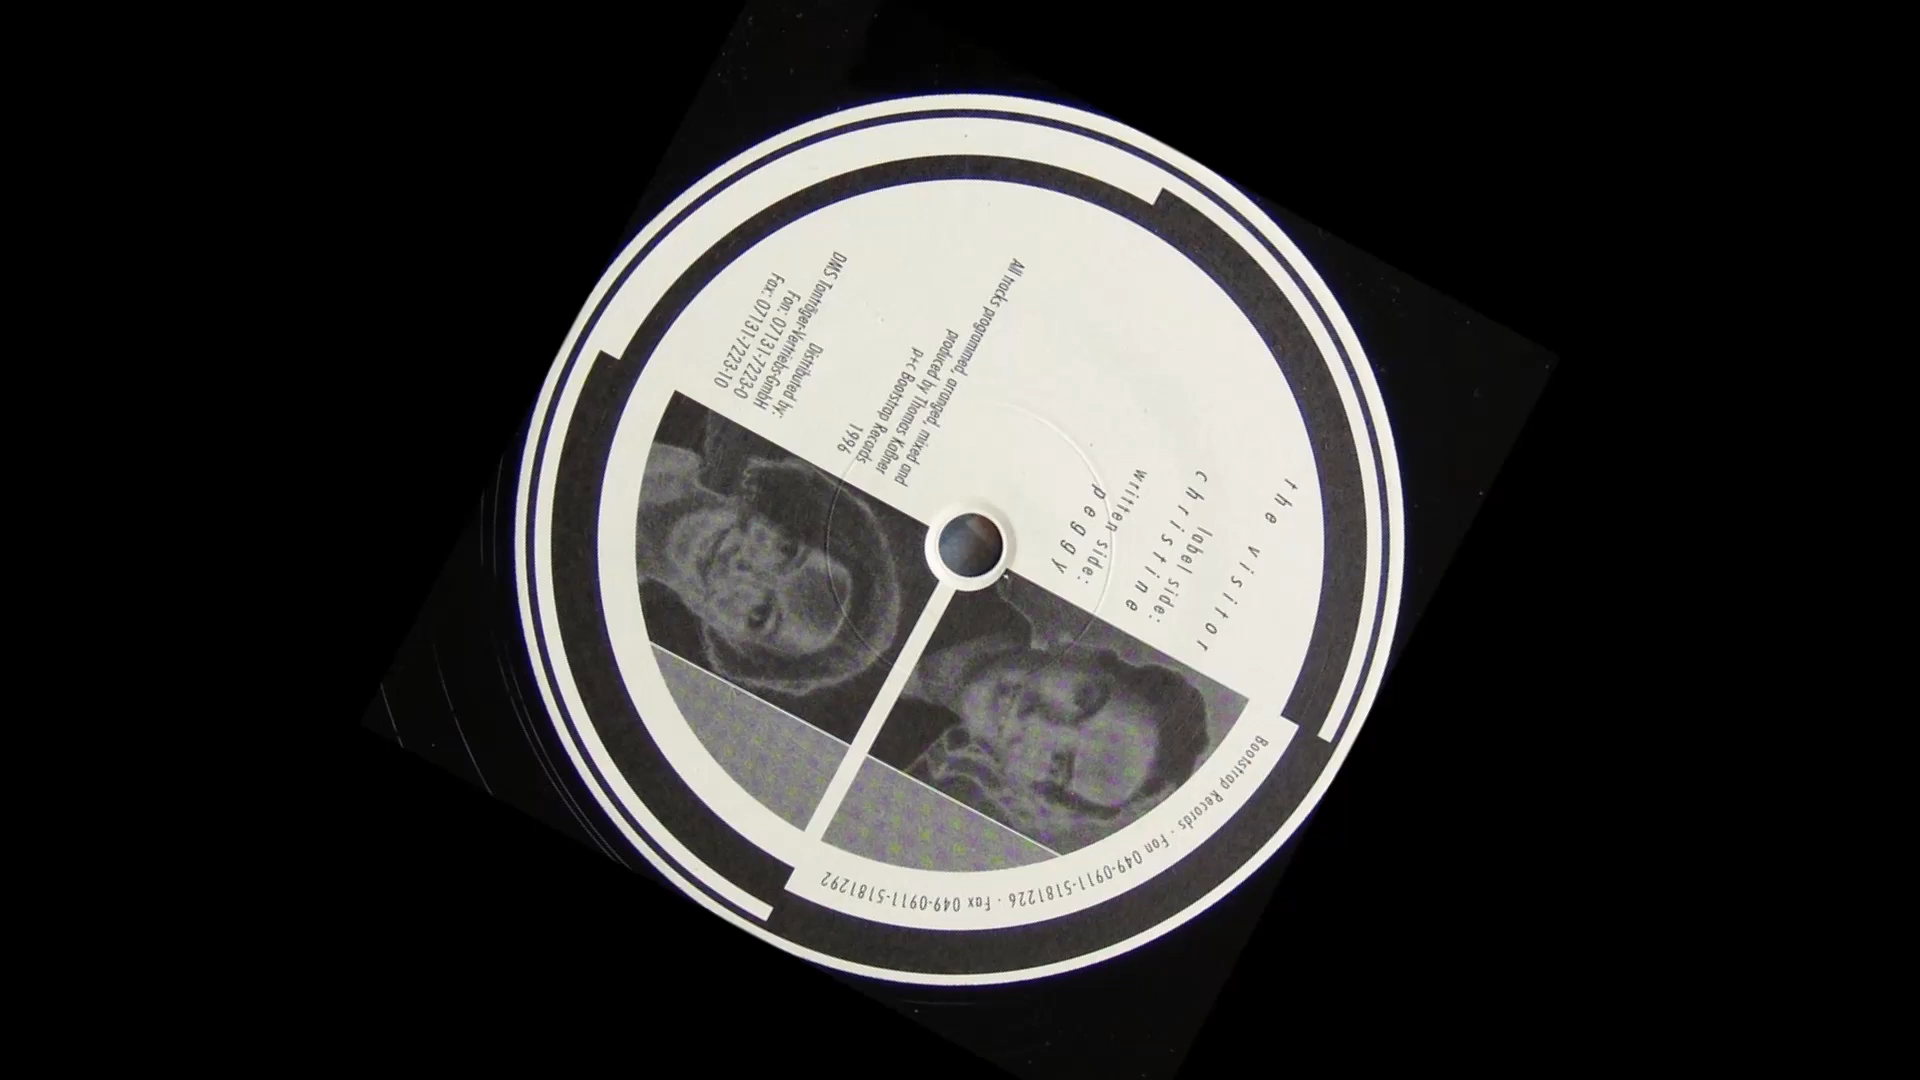 the visitor
label side:
christine
written side:
peggy
All tracks programmed, arranged, mixed and
produced by Thomas Kaßner
p+c Bootstrap Records
1996
Distributed by:
DMS Tonträger-Vertriebs-GmbH
Fon: 07131-7223-0
Fax: 07131-7223-10
Bootstrap Records · Fon 049-0911-5181226 · Fax 049-0911-5181292